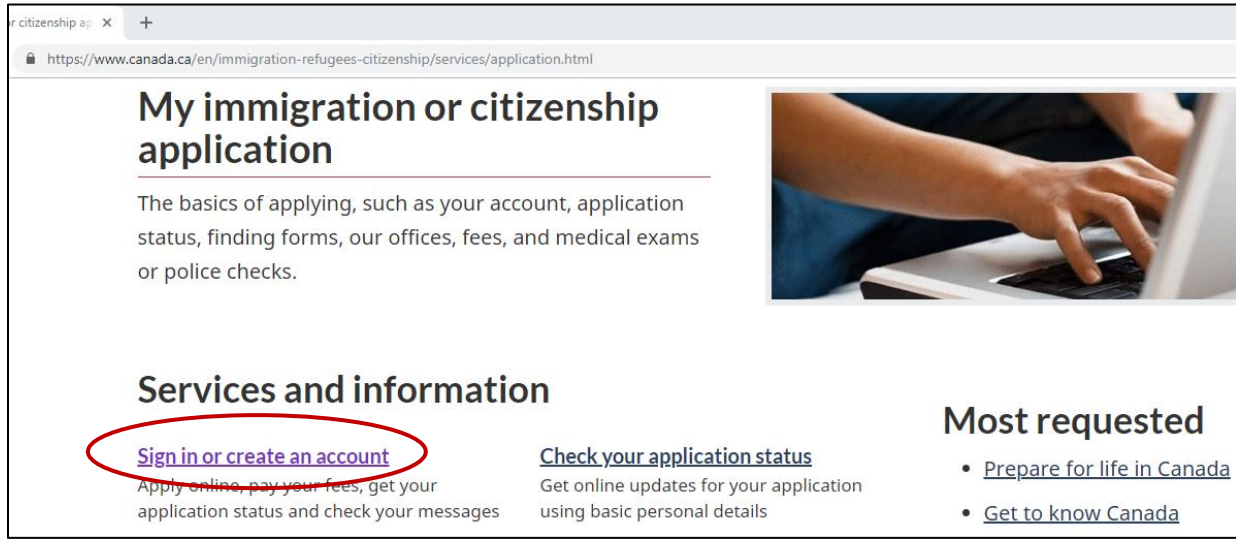 or citizenship ap
https://www.canada.ca/en/immigration-refugees-citizenship/services/application.html
My immigration or citizenship
application
The basics of applying, such as your account, application
status, finding forms, our offices, fees, and medical exams
or police checks.
Services and information
Sign in or create an account
Apply online, pay your fees, get your
application status and check your messages
Check your application status
Get online updates for your application
using basic personal details
Most requested
Prepare for life in Canada
Get to know Canada